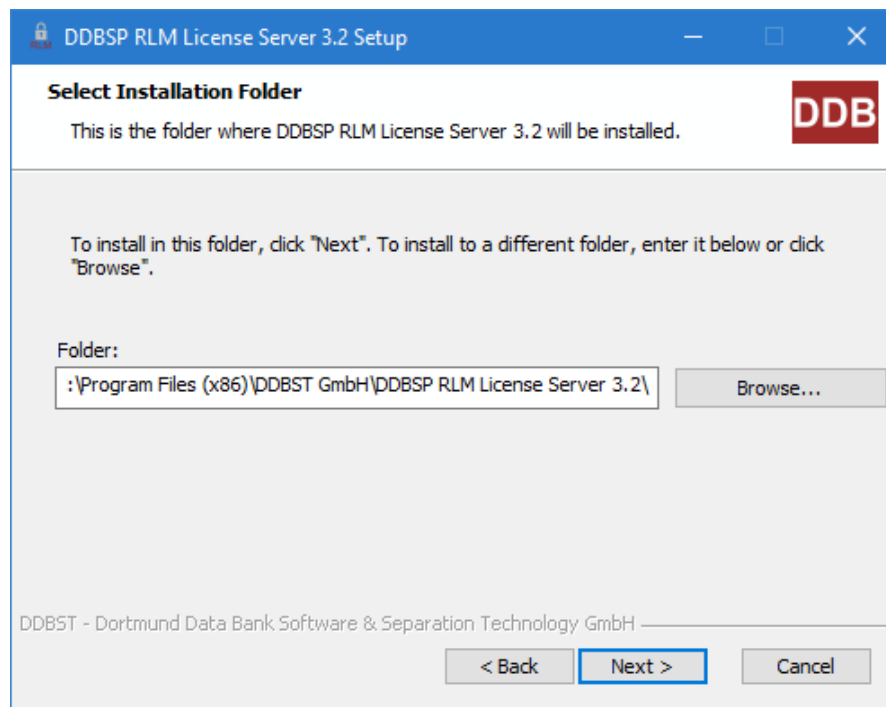 DDBSP RLM License Server 3.2 Setup
Select Installation Folder
This is the folder where DDBSP RLM License Server 3.2 will be installed.
DDB
To install in this folder, click "Next". To install to a different folder, enter it below or click
"Browse".
Folder:
:\Program Files (x86)\DDBST GmbH\DDBSP RLM License Server 3.2\
Browse...
DDBST - Dortmund Data Bank Software & Separation Technology GmbH
< Back
Next >
Cancel